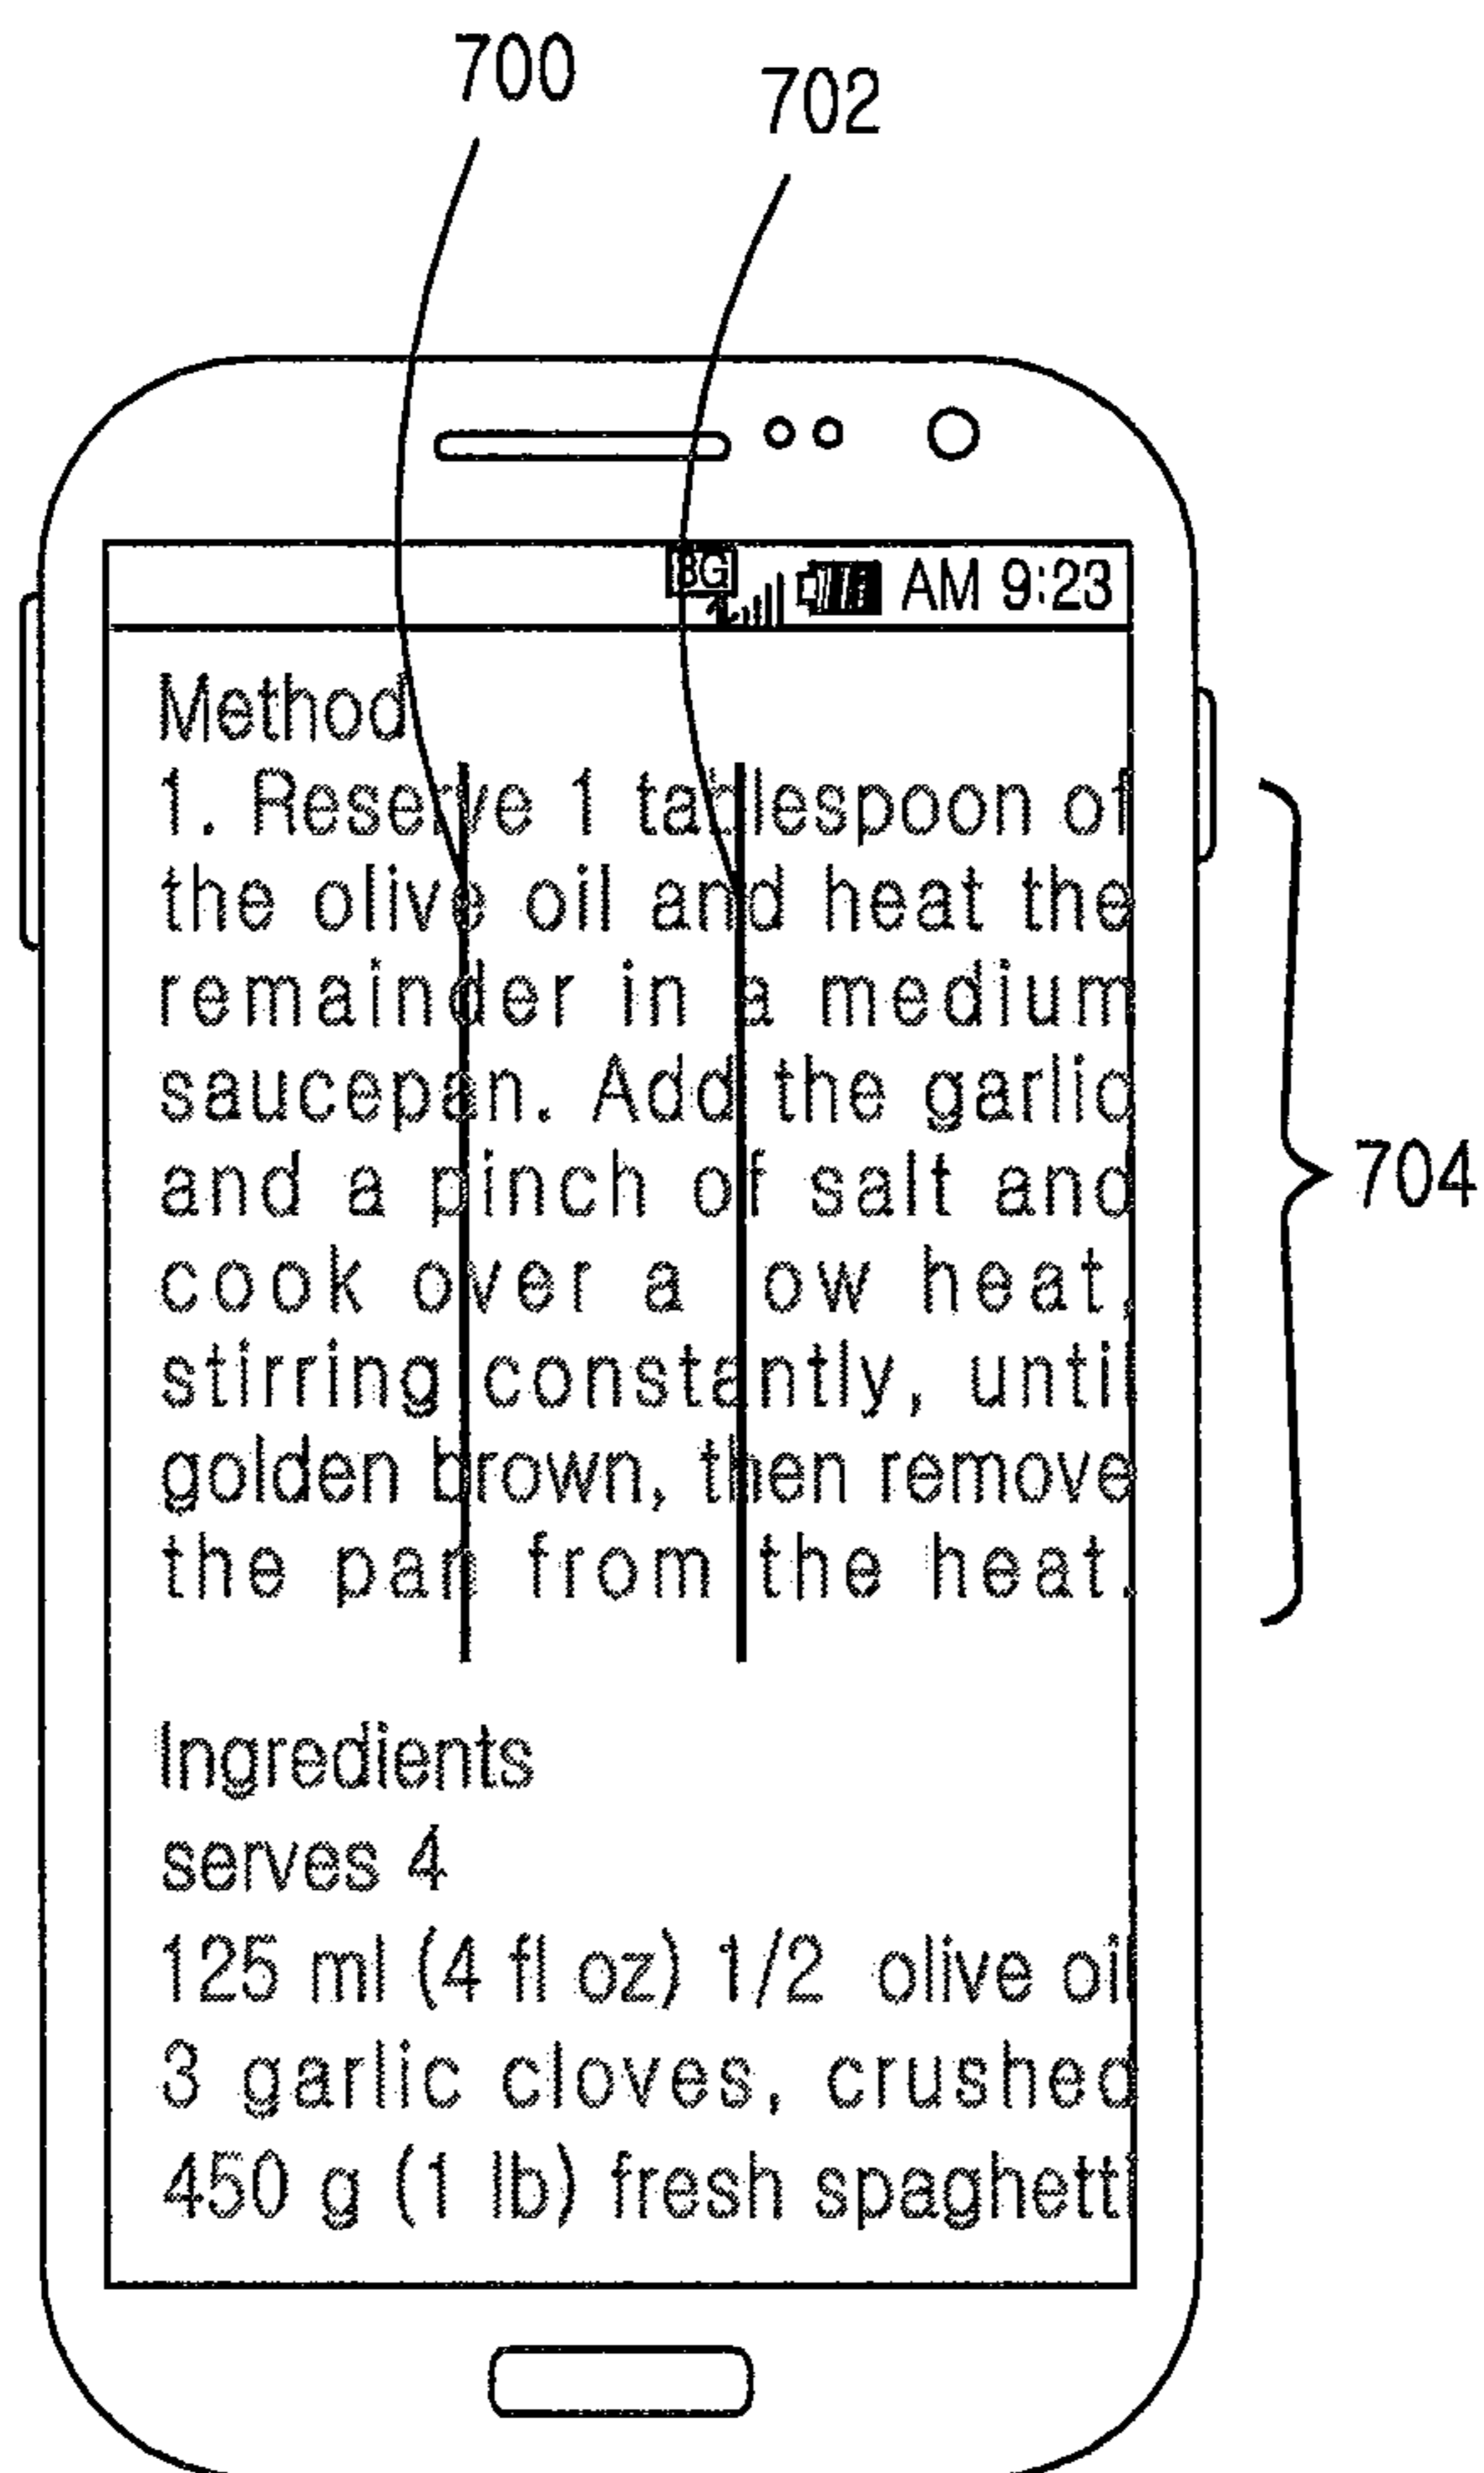 700
702
3G AM 9:23
Method
1. Reserve 1 tablespoon of
the olive oil and heat the
remainder in a medium
saucepan. Add the garlic
and a pinch of salt and
cook over a low heat,
stirring constantly, until
golden brown, then remove
the pan from the heat.
704
Ingredients
serves 4
125 ml (4 fl oz) 1/2 olive oil
3 garlic cloves, crushed
450 g (1 lb) fresh spaghetti